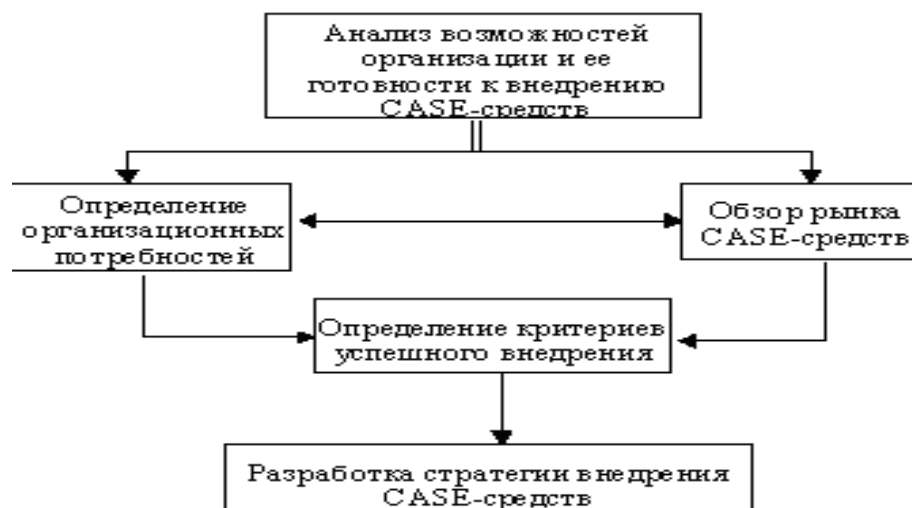 Анализ возможностей
организации и ее
готовности к внедрению
CASE-средств
Определение
организационных
потребностей
Обзор рынка
CASE-средств
Определение критериев
успешного внедрения
Разработка стратегии внедрения
CASE-средств